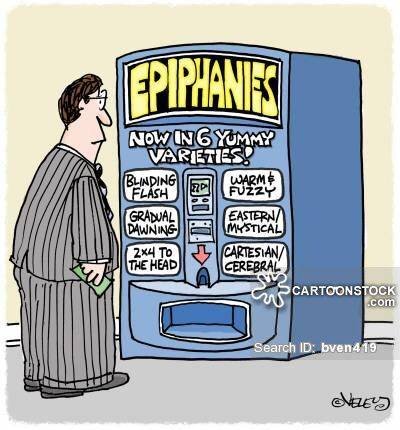 EPIPHANIES
NOW IN 6 YUMMY
VARIETIES!
BLINDING
FLASH
WARM &
FUZZY
GRADUAL
DAWNING
EASTERN/
MYSTICAL
2X4 TO
THE HEAD
CARTESIAN/
CEREBRAL
CARTOONSTOCK
.com
Search ID: bven419